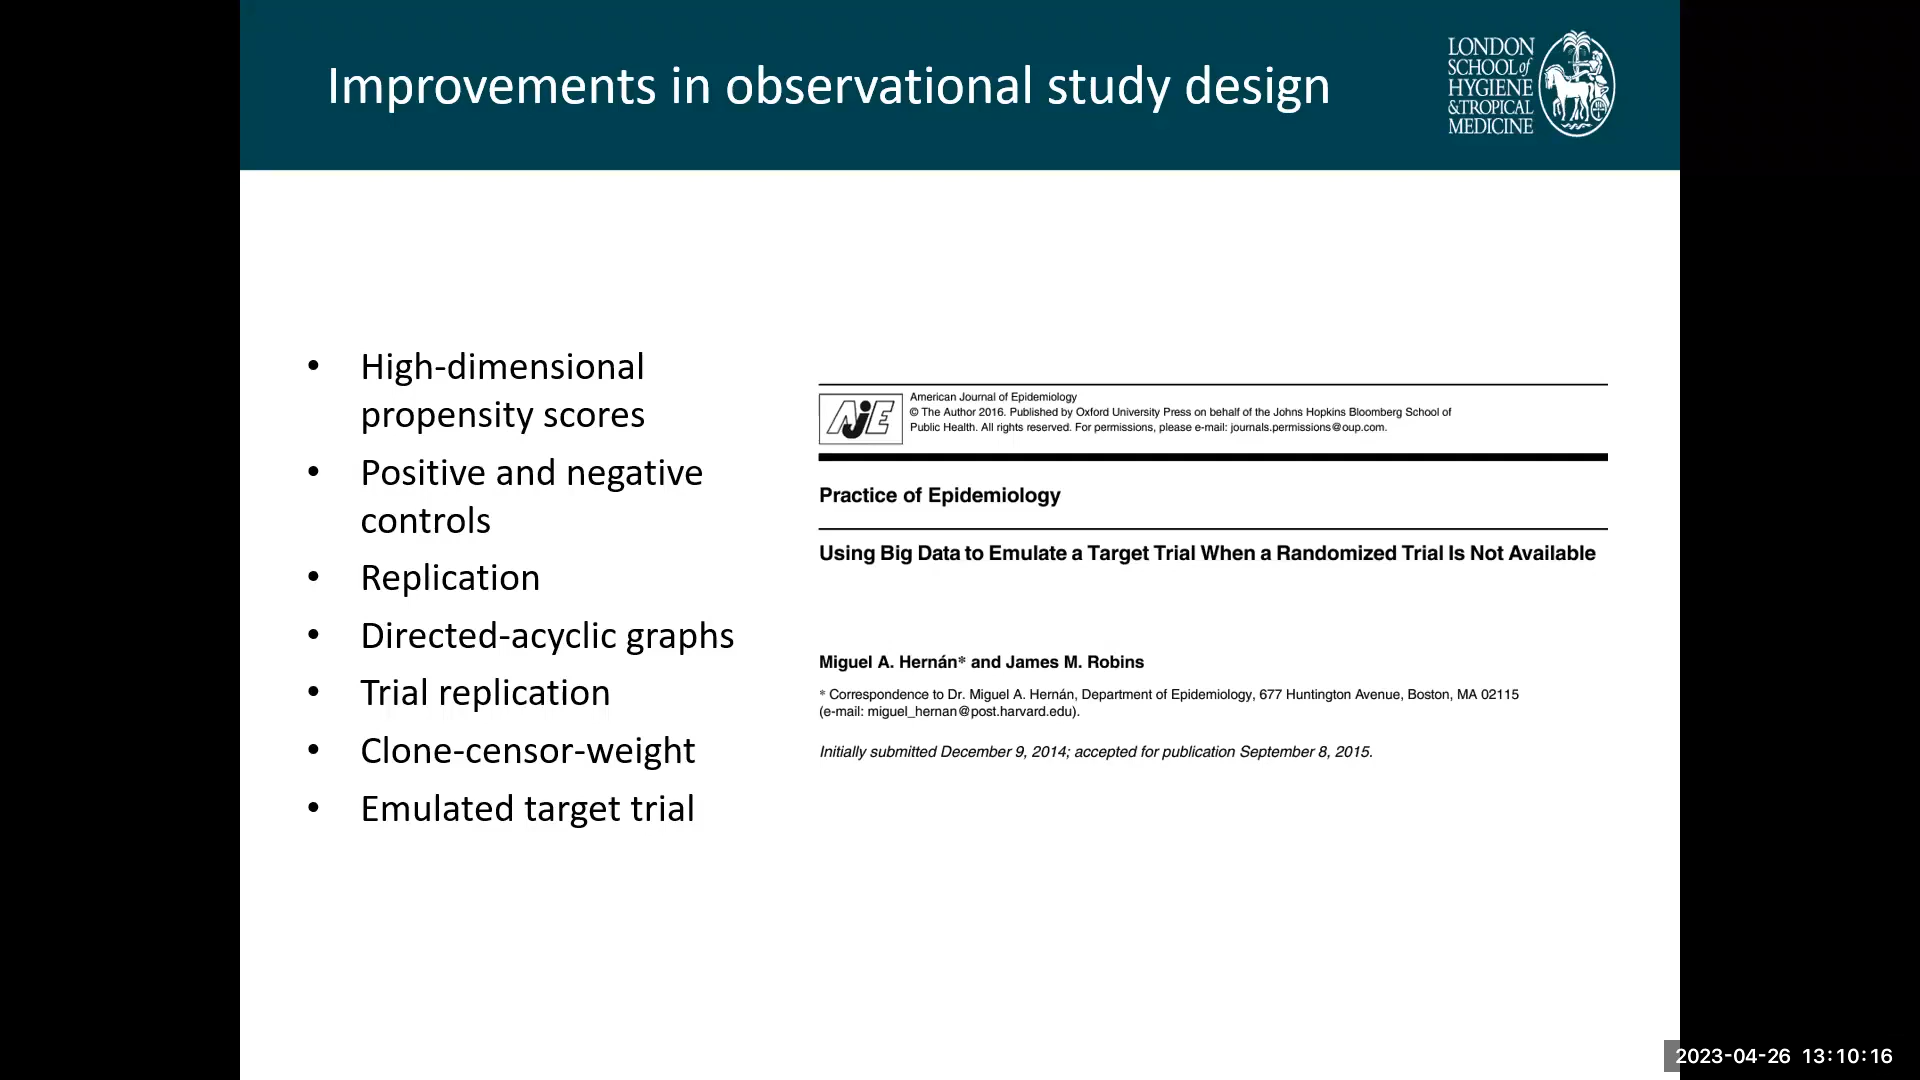 Improvements in observational study design
LONDON
SCHOOL of
HYGIENE
& TROPICAL
MEDICINE
• High-dimensional
propensity scores
• Positive and negative
controls
• Replication
• Directed-acyclic graphs
• Trial replication
• Clone-censor-weight
• Emulated target trial
AJE
American Journal of Epidemiology
© The Author 2016. Published by Oxford University Press on behalf of the Johns Hopkins Bloomberg School of
Public Health. All rights reserved. For permissions, please e-mail: journals.permissions@oup.com.
Practice of Epidemiology
Using Big Data to Emulate a Target Trial When a Randomized Trial Is Not Available
Miguel A. Hernán* and James M. Robins
* Correspondence to Dr. Miguel A. Hernán, Department of Epidemiology, 677 Huntington Avenue, Boston, MA 02115
(e-mail: miguel_hernan@post.harvard.edu).
Initially submitted December 9, 2014; accepted for publication September 8, 2015.
2023-04-26 13:10:16